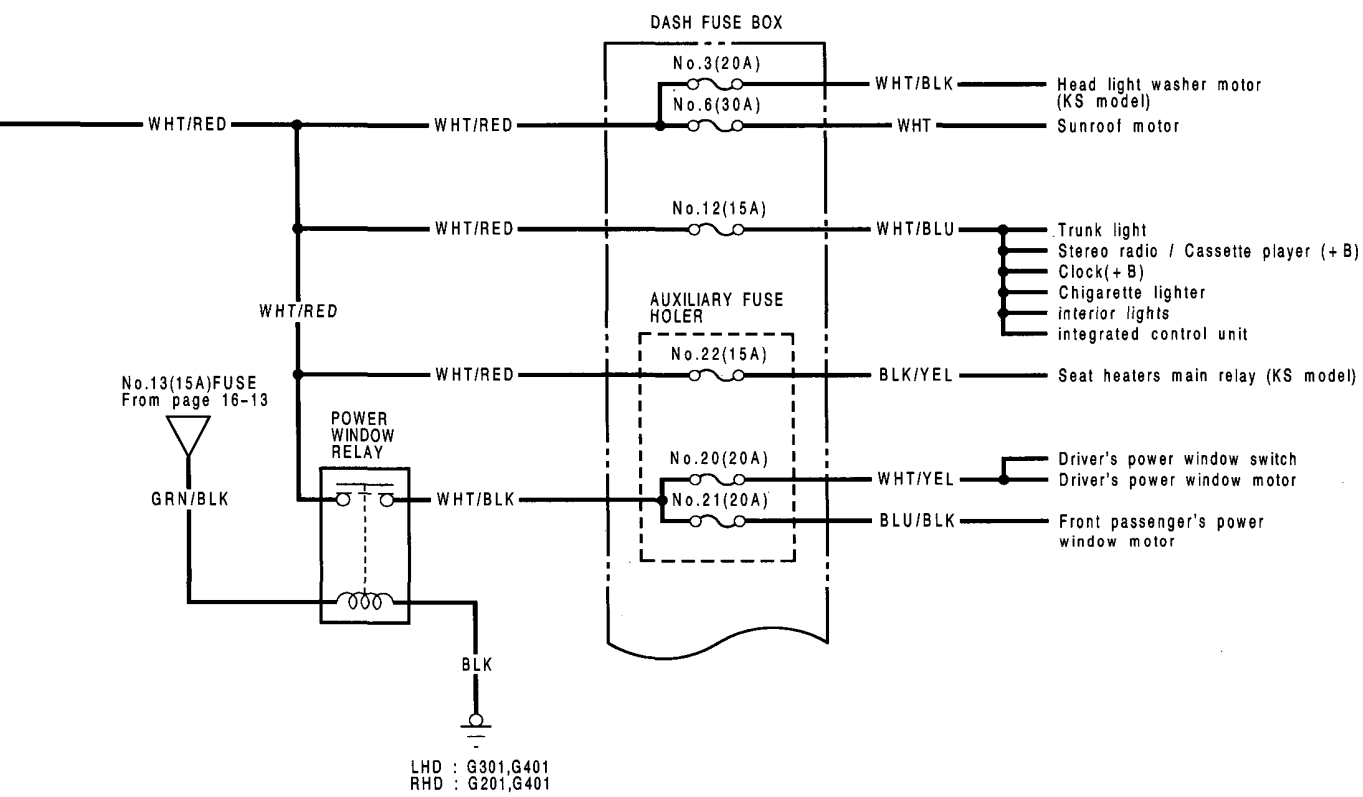 DASH FUSE BOX
No.3(20A)
WHT/BLK
Head light washer motor
(KS model)
No.6(30A)
WHT/RED
WHT/RED
WHT
Sunroof motor
No.12(15A)
WHT/RED
WHT/BLU
Trunk light
Stereo radio / Cassette player (+B)
Clock(+B)
Chigarette lighter
interior lights
integrated control unit
WHT/RED
AUXILIARY FUSE
HOLER
No.22(15A)
WHT/RED
BLK/YEL
Seat heaters main relay (KS model)
No.13(15A)FUSE
From page 16-13
POWER
WINDOW
RELAY
GRN/BLK
WHT/BLK
No.20(20A)
WHT/YEL
Driver's power window switch
Driver's power window motor
No.21(20A)
BLU/BLK
Front passenger's power
window motor
BLK
LHD : G301,G401
RHD : G201,G401